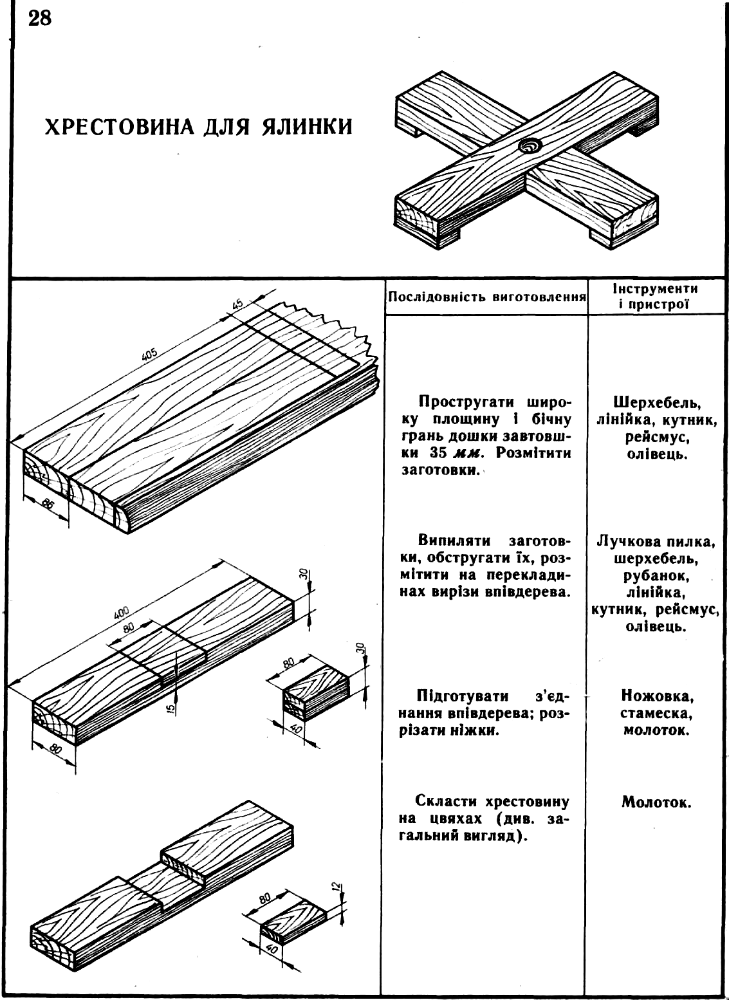 28
ХРЕСТОВИНА ДЛЯ ЯЛИНКИ
Послідовність виготовлення
Інструменти
і пристрої
45
405
86
Простругати широ-
ку площину і бічну
грань дошки завтовш-
ки 35 мм. Розмітити
заготовки.
Шерхебель,
лінійка, кутник,
рейсмус,
олівець.
400
80
30
15
80
80
30
40
Випиляти заготов-
ки, обстругати їх, роз-
мітити на переклади-
нах вирізи впівдерева.
Лучкова пилка,
шерхебель,
рубанок,
лінійка,
кутник, рейсмус,
олівець.
Підготувати з’єд-
нання впівдерева; роз-
різати ніжки.
Ножовка,
стамеска,
молоток.
80
12
40
Скласти хрестовину
на цвяхах (див. за-
гальний вигляд).
Молоток.